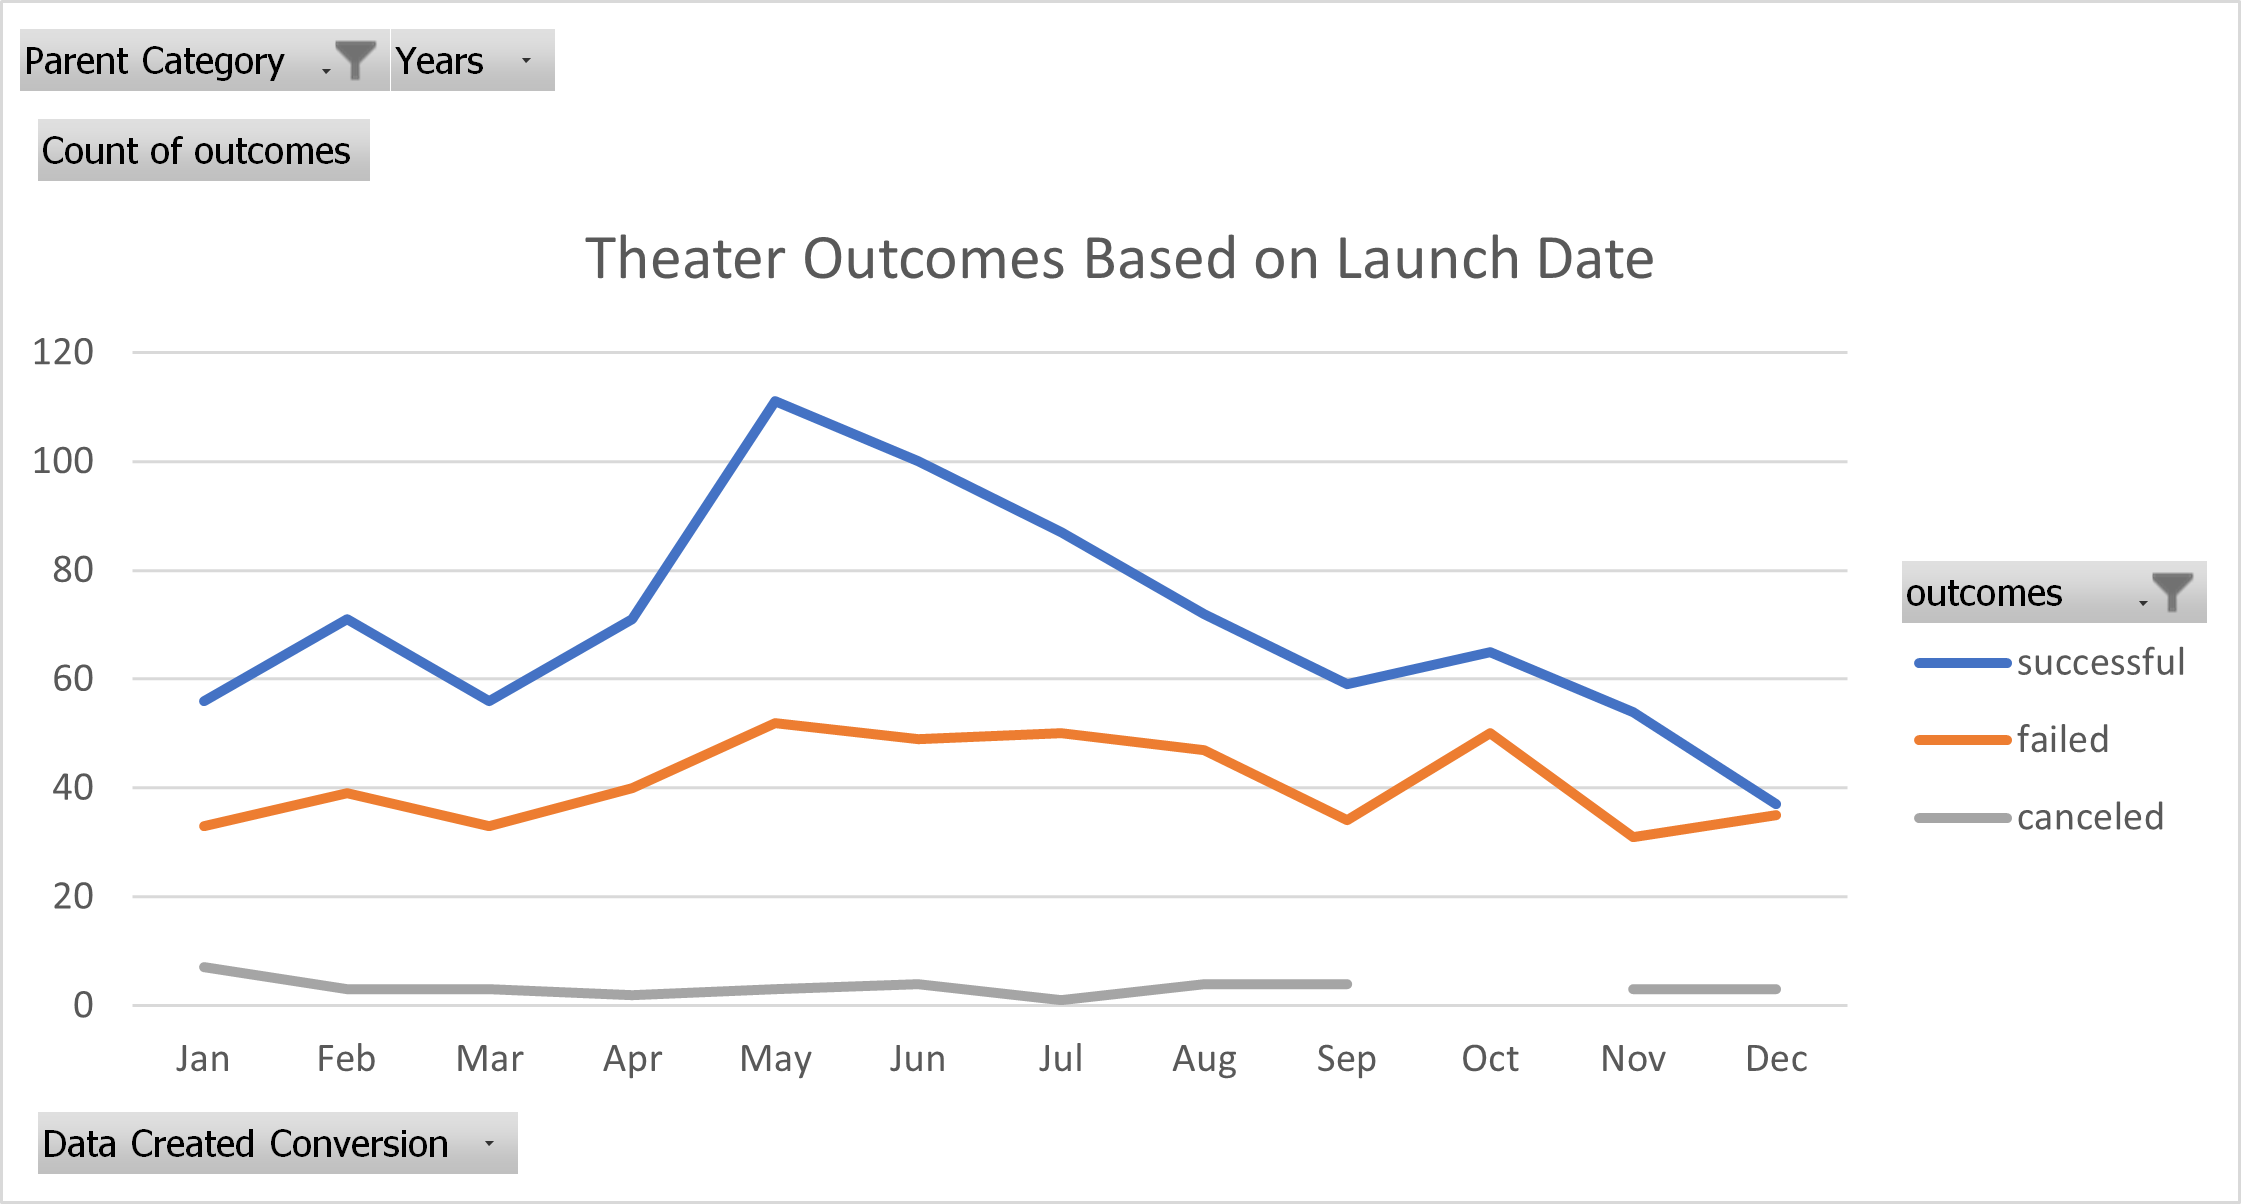 Parent Category Years
Count of outcomes
Theater Outcomes Based on Launch Date
120
100
80
60
40
20
0
Jan Feb Mar Apr May Jun Jul Aug Sep Oct Nov Dec
outcomes
successful
failed
canceled
Data Created Conversion